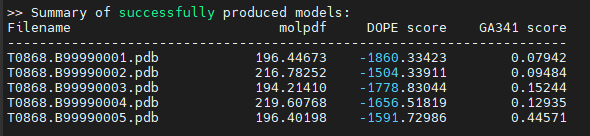 >> Summary of successfully produced models:
Filename molpdf DOPE score GA341 score
----------------------------------------------------------------------
T0868.B99990001.pdb 196.44673 -1860.33423 0.07942
T0868.B99990002.pdb 216.78252 -1504.33911 0.09484
T0868.B99990003.pdb 194.21410 -1778.83044 0.15244
T0868.B99990004.pdb 219.60768 -1656.51819 0.12935
T0868.B99990005.pdb 196.40198 -1591.72986 0.44571